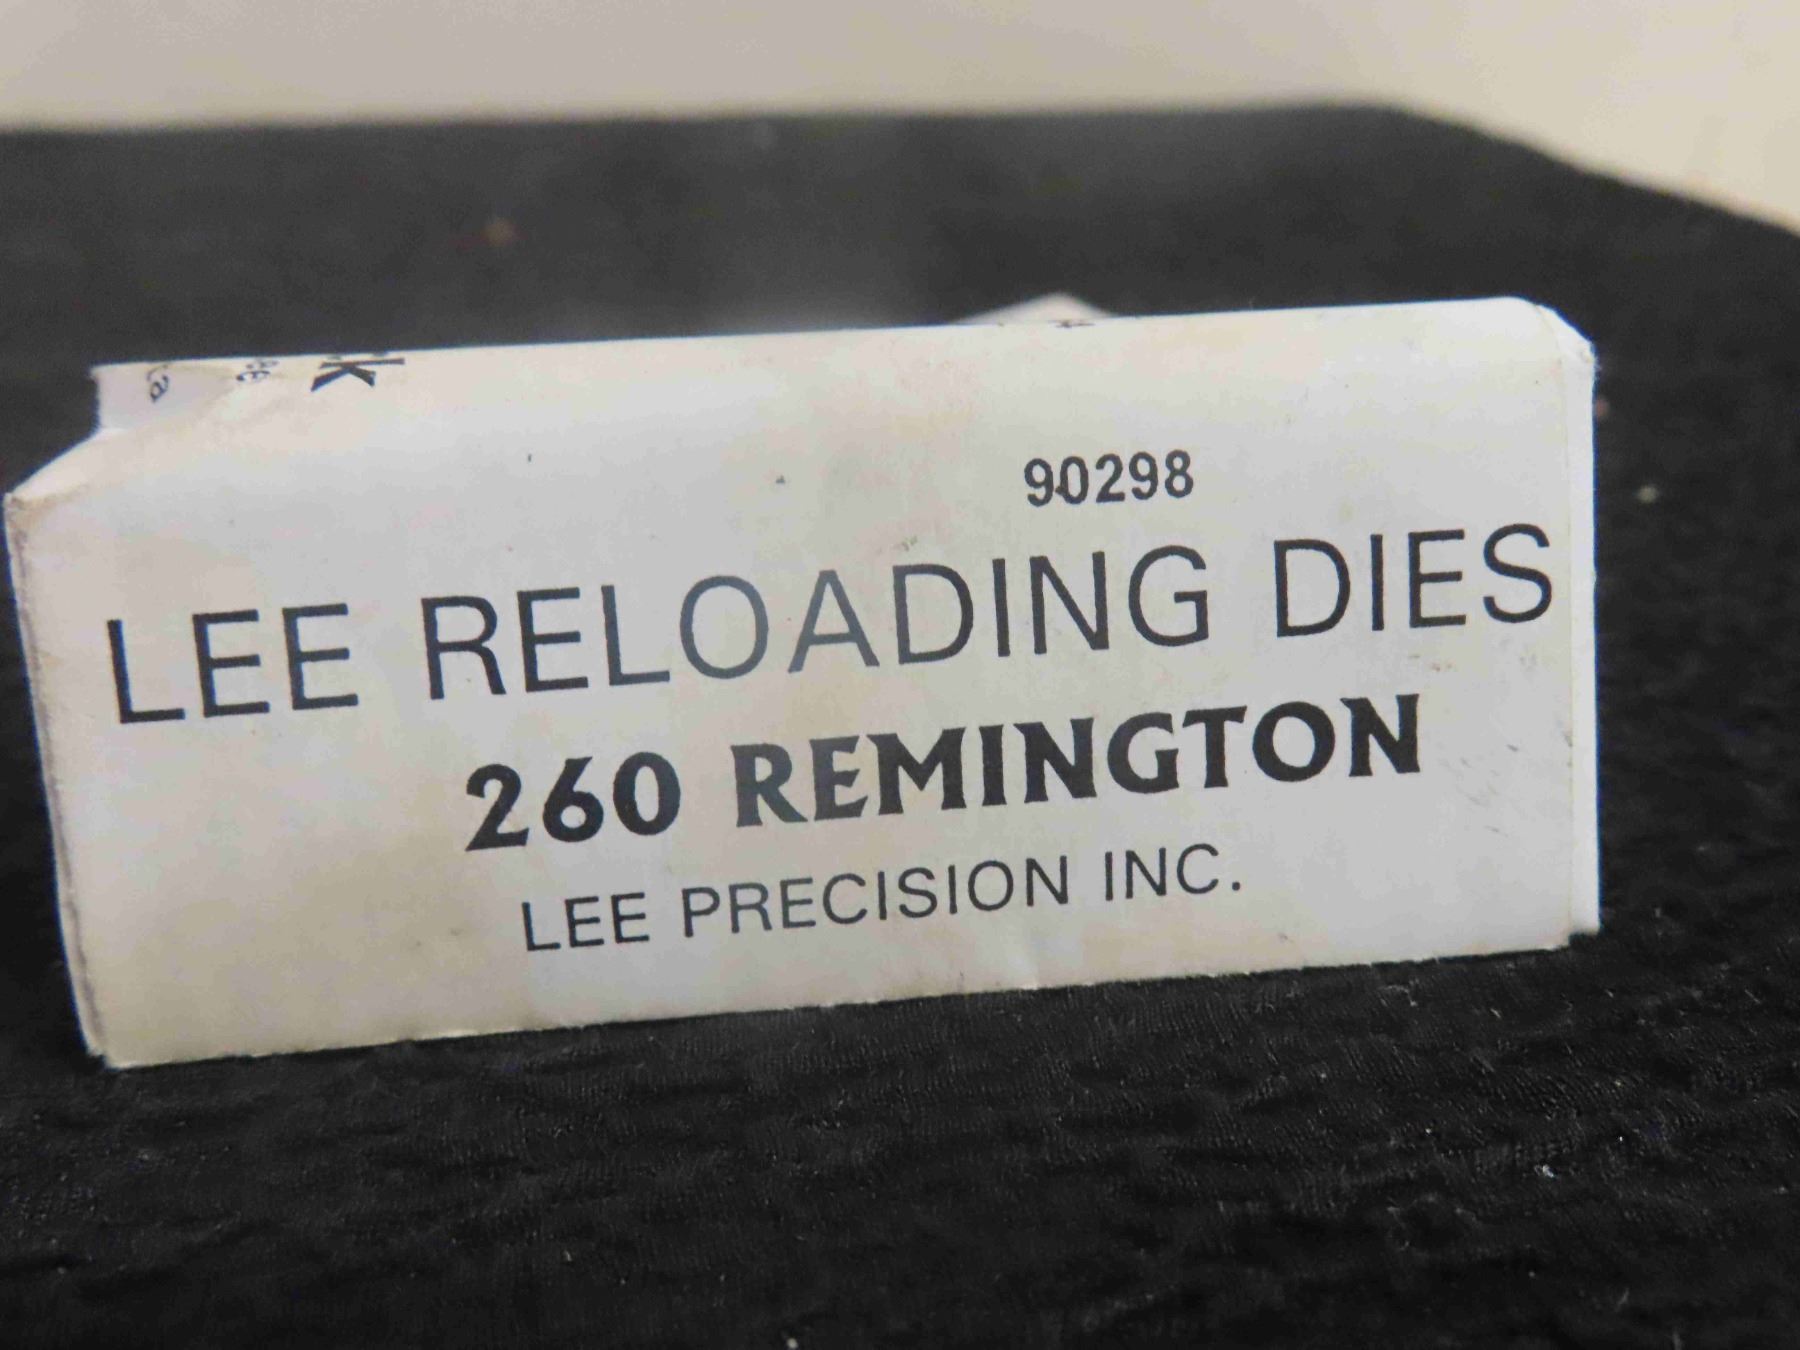 90298
LEE RELOADING DIES
260 REMINGTON
LEE PRECISION INC.